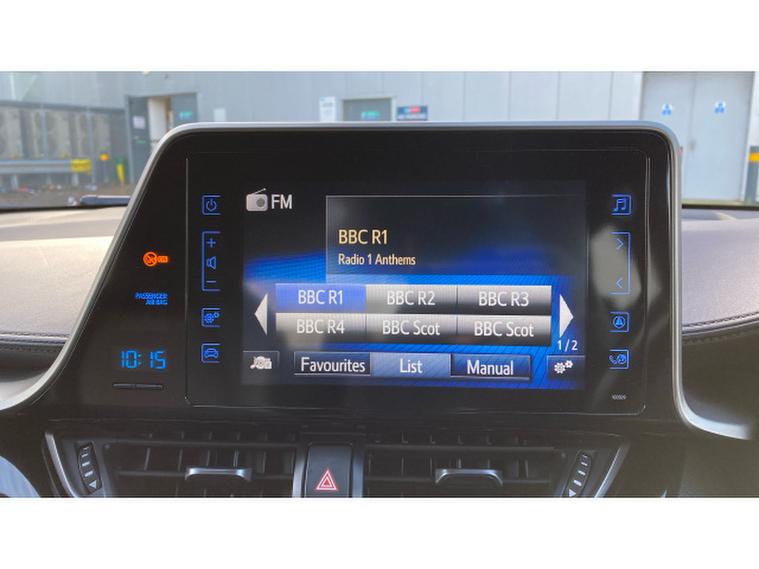 FM
BBC R1
Radio 1 Anthems
BBC R1 BBC R2 BBC R3
BBC R4 BBC Scot BBC Scot
1/2
Favourites List Manual
PASSENGER
AIR BAG
10:15